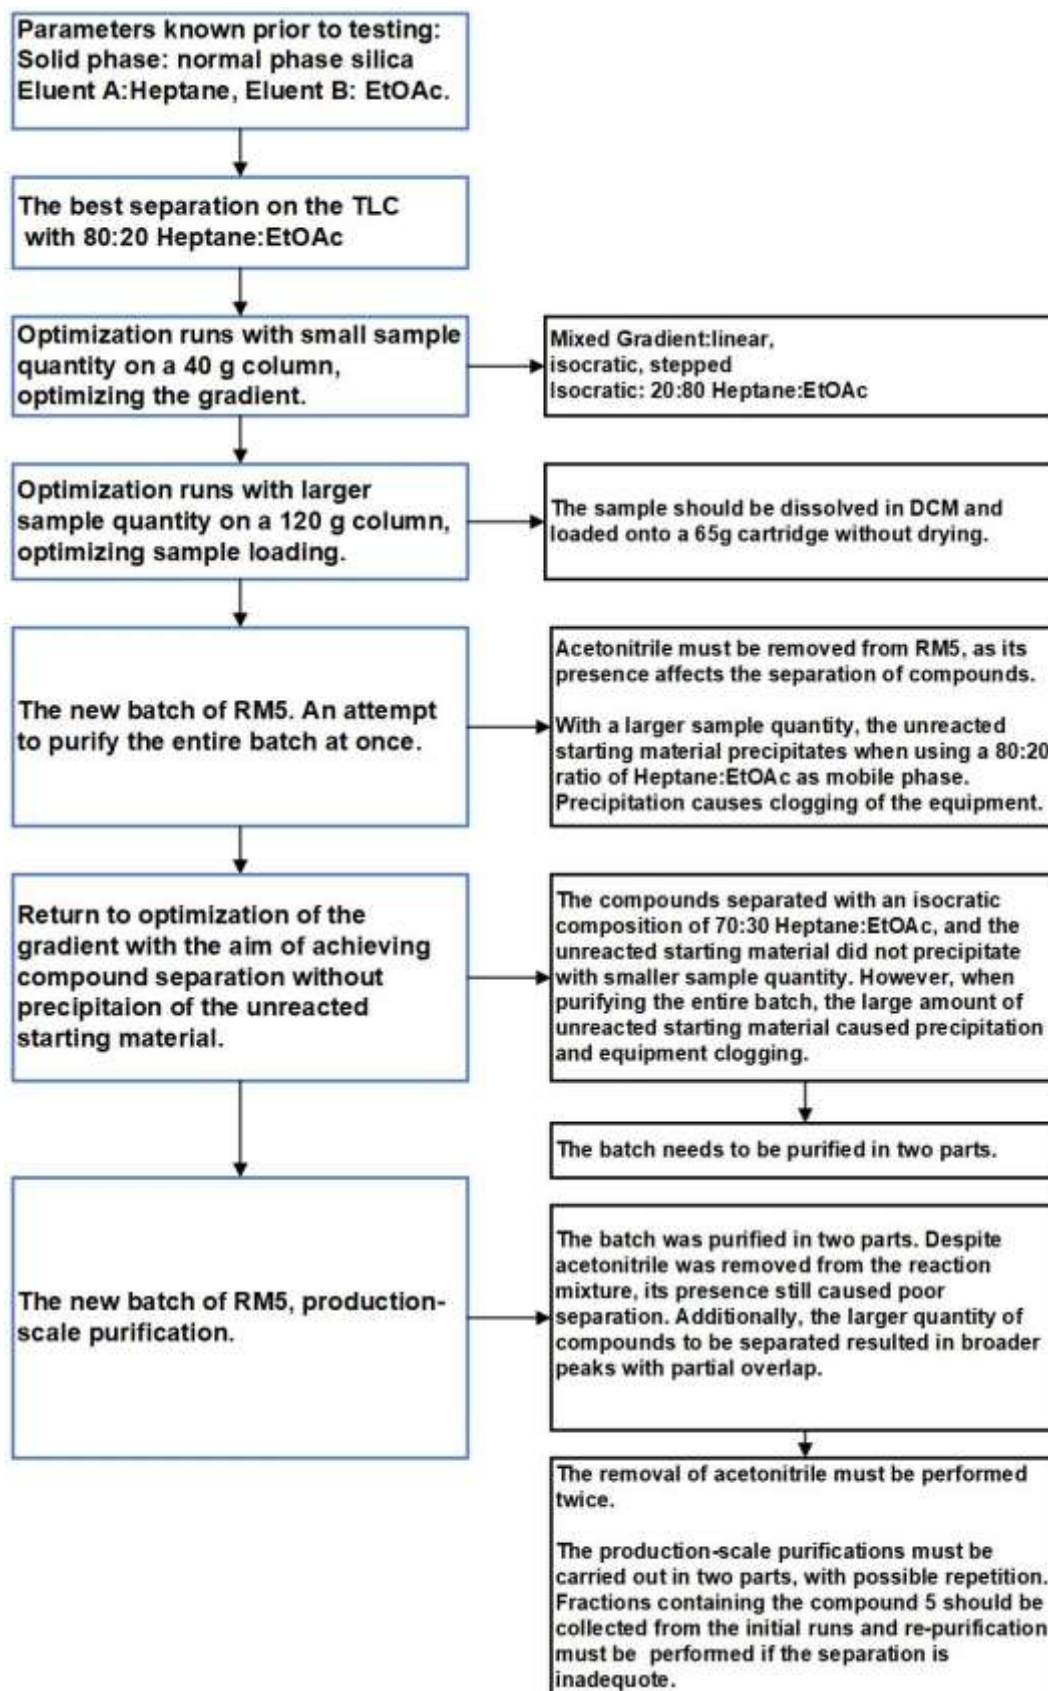 Parameters known prior to testing:
Solid phase: normal phase silica
Eluent A:Heptane, Eluent B: EtOAc.
The best separation on the TLC
with 80:20 Heptane:EtOAc
Optimization runs with small sample
quantity on a 40 g column,
optimizing the gradient.
Mixed Gradient:linear,
isocratic, stepped
Isocratic: 20:80 Heptane:EtOAc
Optimization runs with larger
sample quantity on a 120 g column,
optimizing sample loading.
The sample should be dissolved in DCM and
loaded onto a 65g cartridge without drying.
The new batch of RM5. An attempt
to purify the entire batch at once.
Acetonitrile must be removed from RM5, as its
presence affects the separation of compounds.
With a larger sample quantity, the unreacted
starting material precipitates when using a 80:20
ratio of Heptane:EtOAc as mobile phase.
Precipitation causes clogging of the equipment.
Return to optimization of the
gradient with the aim of achieving
compound separation without
precipitaion of the unreacted
starting material.
The compounds separated with an isocratic
composition of 70:30 Heptane:EtOAc, and the
unreacted starting material did not precipitate
with smaller sample quantity. However, when
purifying the entire batch, the large amount of
unreacted starting material caused precipitation
and equipment clogging.
The batch needs to be purified in two parts.
The new batch of RM5, production-
scale purification.
The batch was purified in two parts. Despite
acetonitrile was removed from the reaction
mixture, its presence still caused poor
separation. Additionally, the larger quantity of
compounds to be separated resulted in broader
peaks with partial overlap.
The removal of acetonitrile must be performed
twice.
The production-scale purifications must be
carried out in two parts, with possible repetition.
Fractions containing the compound 5 should be
collected from the initial runs and re-purification
must be performed if the separation is
inadequote.